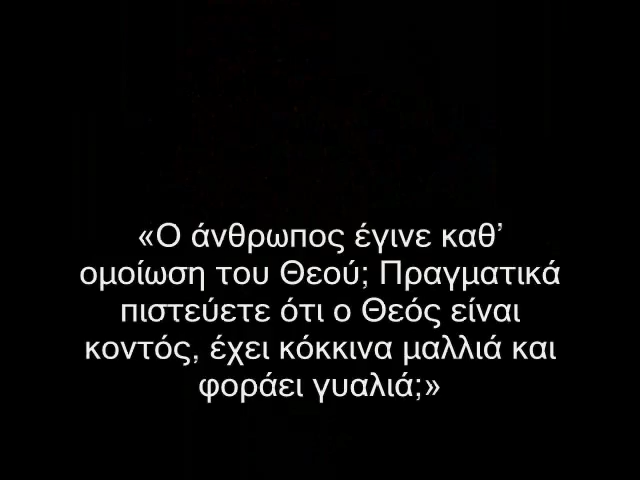 «Ο άνθρωπος έγινε καθ’
ομοίωση του Θεού; Πραγματικά
πιστεύετε ότι ο Θεός είναι
κοντός, έχει κόκκινα μαλλιά και
φοράει γυαλιά;»